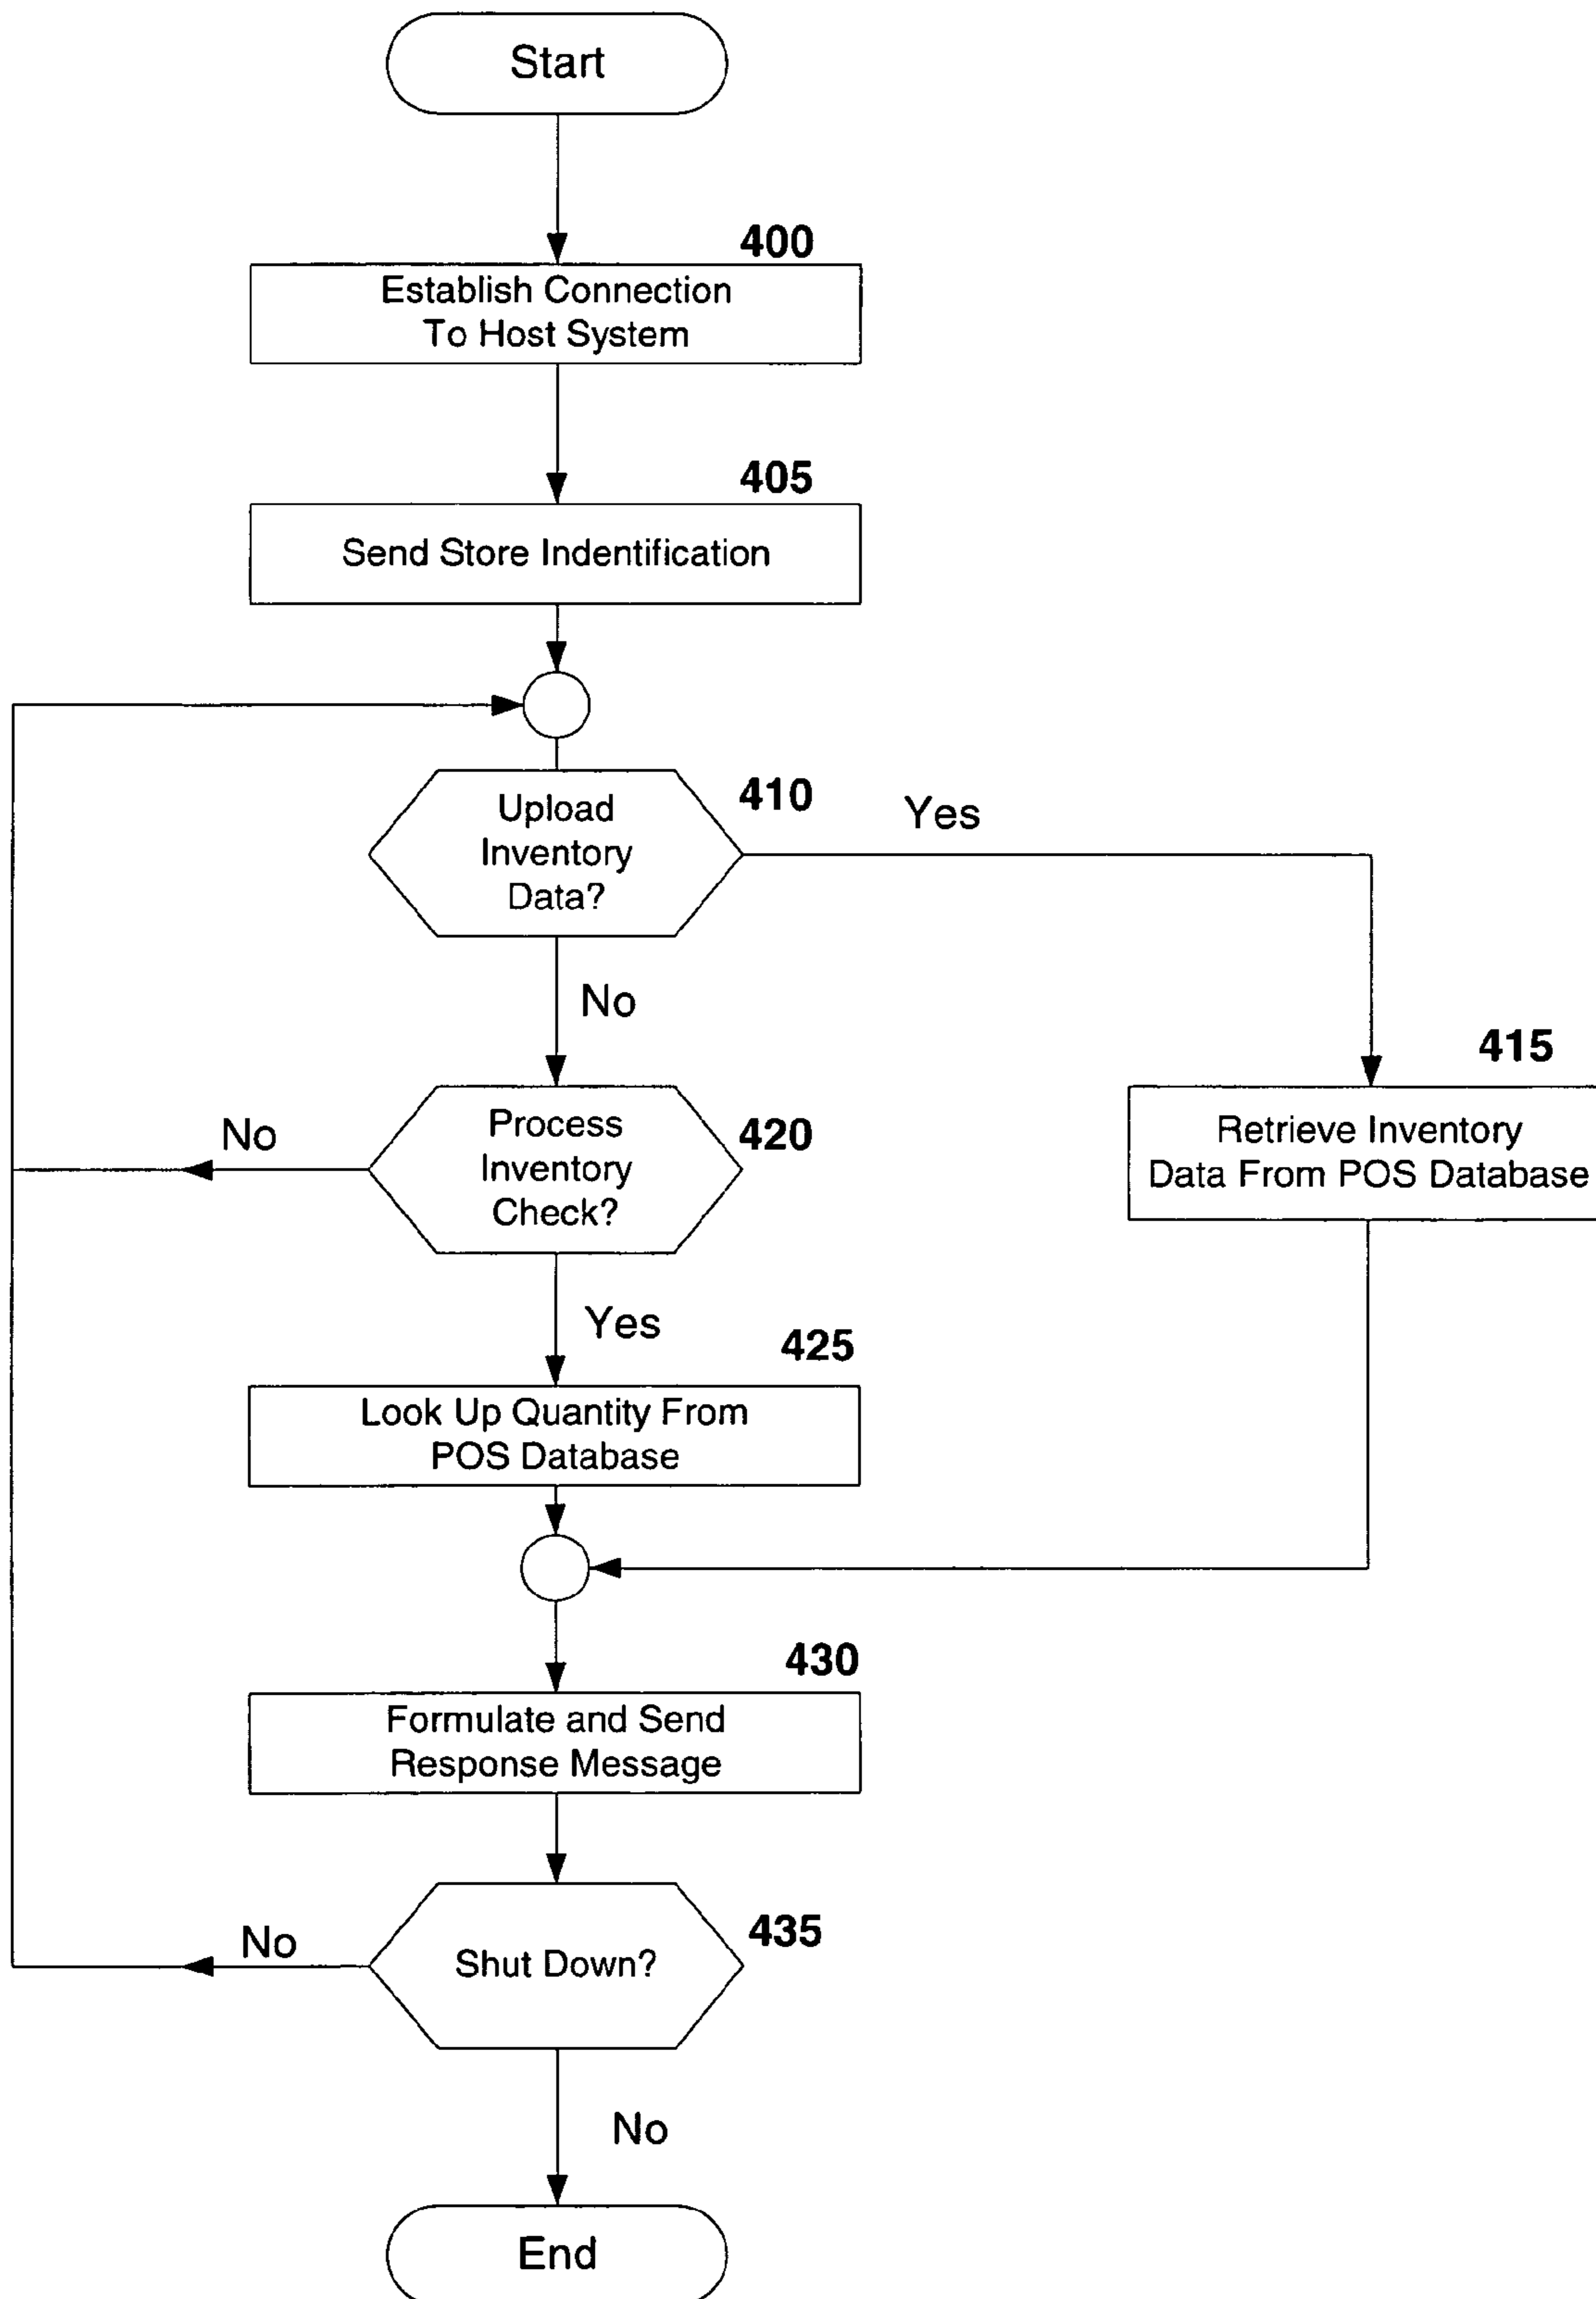 Start
400
Establish Connection
To Host System
405
Send Store Indentification
410
Upload
Inventory
Data?
Yes
No
415
Retrieve Inventory
Data From POS Database
420
Process
Inventory
Check?
No
Yes
425
Look Up Quantity From
POS Database
430
Formulate and Send
Response Message
435
Shut Down?
No
No
End